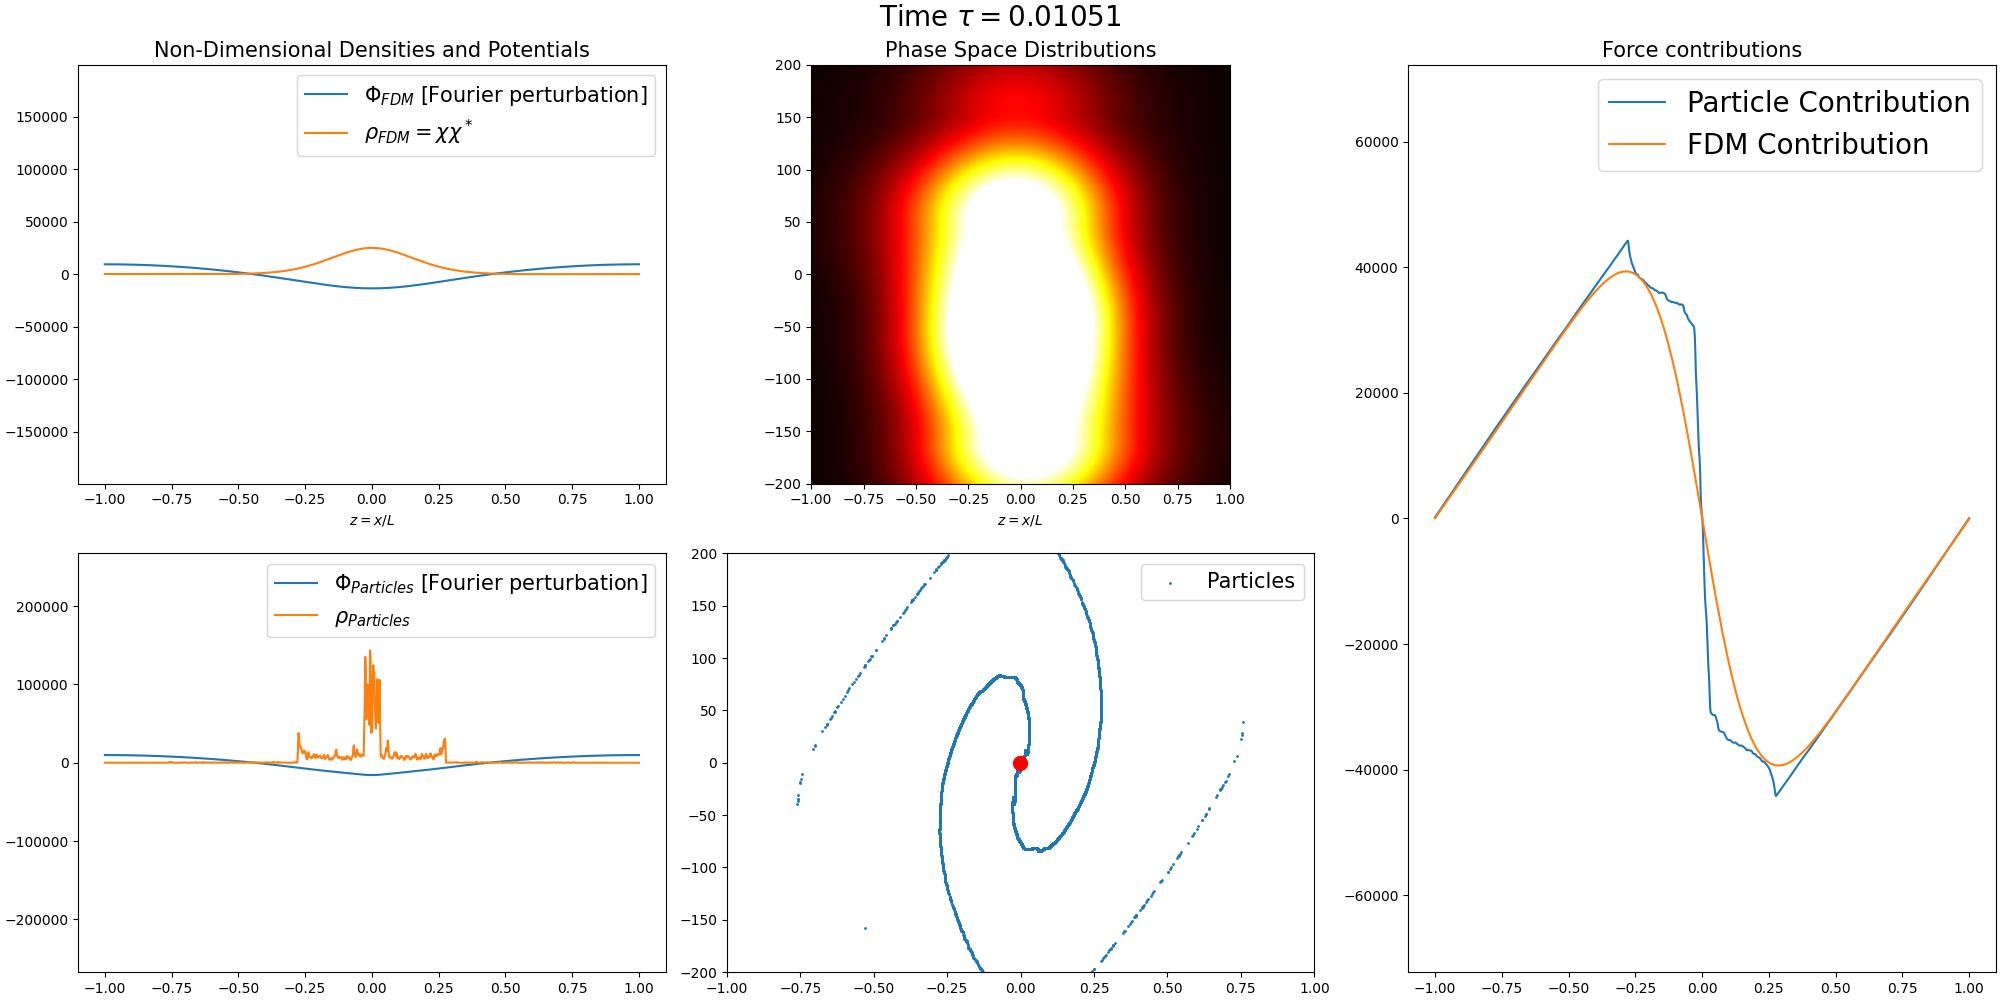 Time τ = 0.01051
Non-Dimensional Densities and Potentials
Φ_FDM [Fourier perturbation]
ρ_FDM = χχ*
150000
100000
50000
0
−50000
−100000
−150000
−1.00 −0.75 −0.50 −0.25 0.00 0.25 0.50 0.75 1.00
z = x/L
Phase Space Distributions
200
150
100
50
0
−50
−100
−150
−200
−1.00 −0.75 −0.50 −0.25 0.00 0.25 0.50 0.75 1.00
z = x/L
Force contributions
Particle Contribution
FDM Contribution
60000
40000
20000
0
−20000
−40000
−60000
−1.00 −0.75 −0.50 −0.25 0.00 0.25 0.50 0.75 1.00
Φ_Particles [Fourier perturbation]
ρ_Particles
200000
100000
0
−100000
−200000
−1.00 −0.75 −0.50 −0.25 0.00 0.25 0.50 0.75 1.00
Particles
200
150
100
50
0
−50
−100
−150
−200
−1.00 −0.75 −0.50 −0.25 0.00 0.25 0.50 0.75 1.00